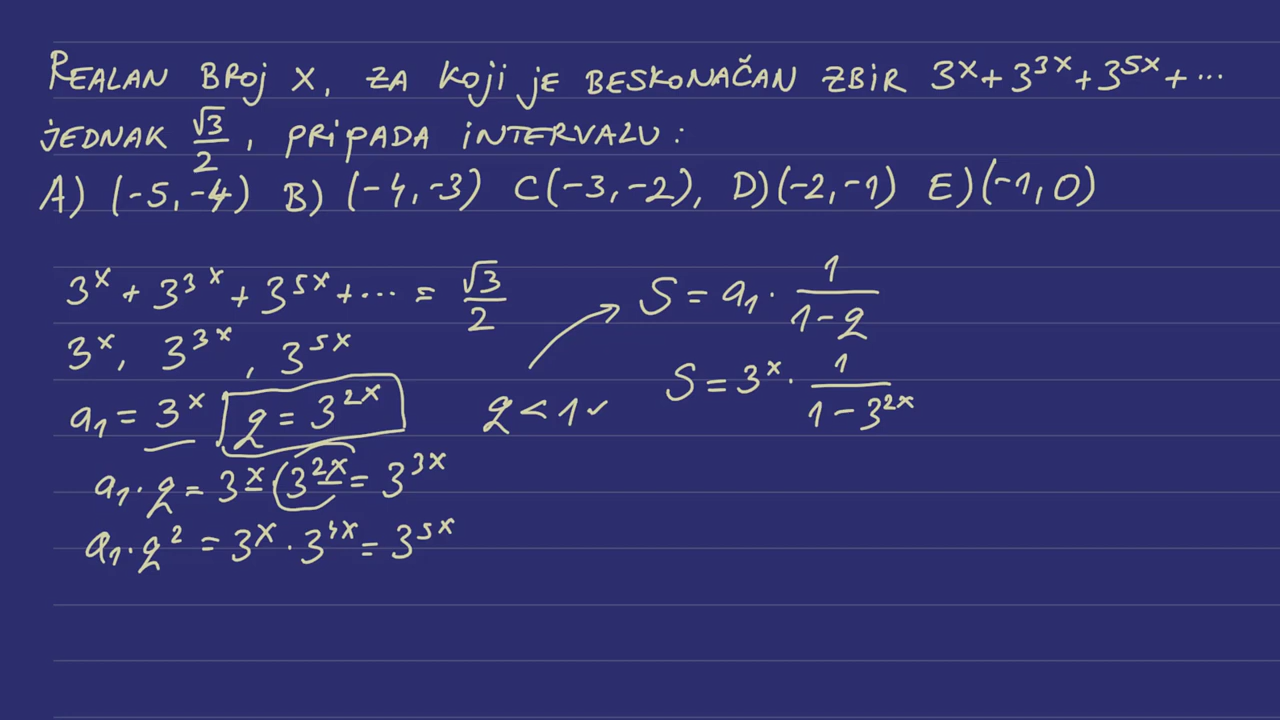 REALAN BROJ X, ZA KOJI JE BESKONAČAN ZBIR 3^x + 3^{3x} + 3^{5x} + ...
JEDNAK √3/2, PRIPADA INTERVALU:
A) (-5, -4) B) (-4, -3) C(-3, -2), D)(-2, -1) E)(-1, 0)
3^x + 3^{3x} + 3^{5x} + ... = √3/2
3^x, 3^{3x}, 3^{5x}
a₁ = 3^x q = 3^{2x} q < 1 ✓
a₁ · q = 3^x (3^{2x} = 3^{3x}
a₁ · q² = 3^x · 3^{4x} = 3^{5x}
S = a₁ · 1/(1-q)
S = 3^x · 1/(1-3^{2x})